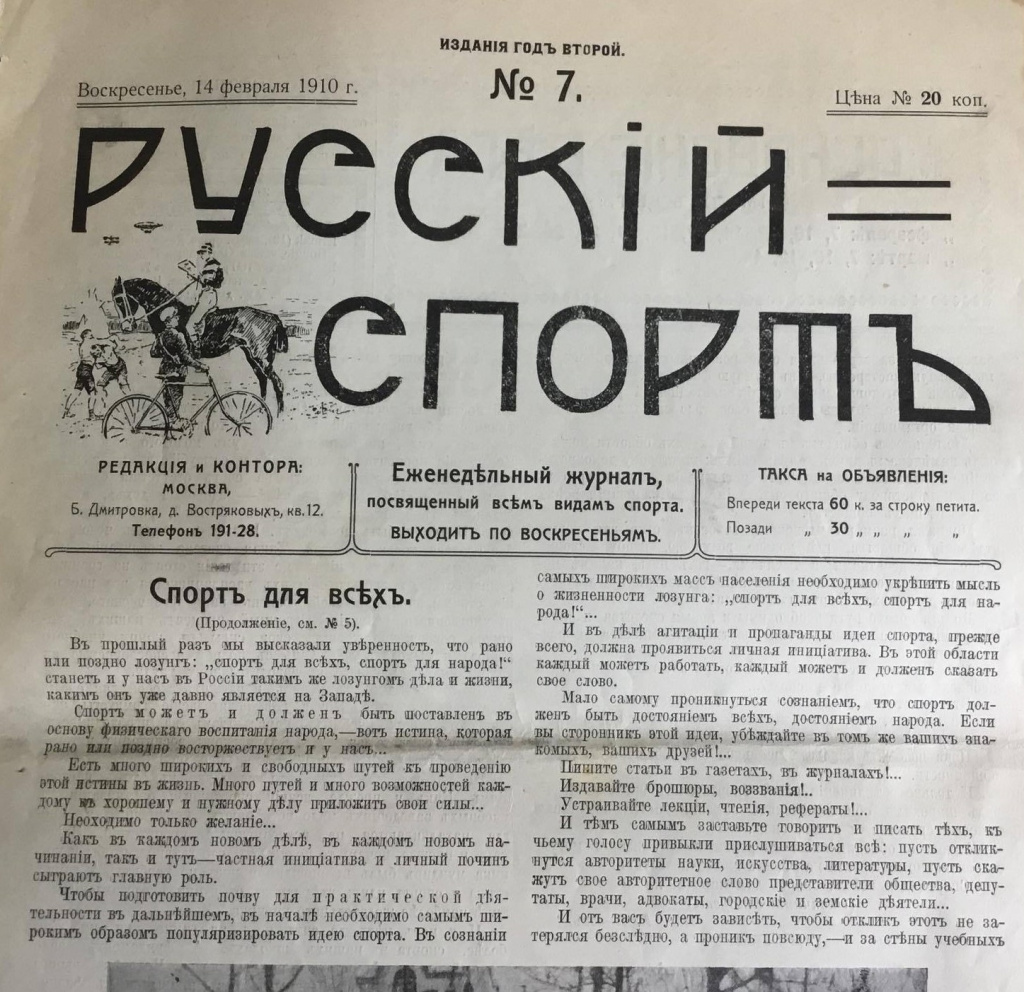 ИЗДАНІЯ ГОДЪ ВТОРОЙ.
Воскресенье, 14 февраля 1910 г.
№ 7.
Цѣна № 20 коп.
РУССКІЙ
СПОРТЪ
РЕДАКЦІЯ и КОНТОРА:
МОСКВА,
Б. Дмитровка, д. Востряковыхъ, кв. 12.
Телефонъ 191-28.
Еженедѣльный журналъ,
посвященный всѣмъ видамъ спорта.
ВЫХОДИТЪ ПО ВОСКРЕСЕНЬЯМЪ.
ТАКСА на ОБЪЯВЛЕНІЯ:
Впереди текста 60 к. за строку петита.
Позади „ 30 „ „ „ „
Спортъ для всѣхъ.
(Продолженіе, см. № 5).
Въ прошлый разъ мы высказали увѣренность, что рано
или поздно лозунгъ: „спортъ для всѣхъ, спортъ для народа!“
станетъ и у насъ въ Россіи такимъ же лозунгомъ дѣла и жизни,
какимъ онъ уже давно является на Западѣ.
Спортъ можетъ и долженъ быть поставленъ въ
основу физическаго воспитанія народа,—вотъ истина, которая
рано или поздно восторжествуетъ и у насъ...
Есть много широкихъ и свободныхъ путей къ проведенію
этой истины въ жизнь. Много путей и много возможностей каж-
дому къ хорошему и нужному дѣлу приложить свои силы...
Неоходимо только желаніе...
Какъ въ каждомъ новомъ дѣлѣ, въ каждомъ новомъ на-
чинаніи, такъ и тутъ—частная иниціатива и личный починъ
сыграютъ главную роль.
Чтобы подготовить почву для практической дѣя-
тельности въ дальнѣйшемъ, въ началѣ необходимо самымъ ши-
рокимъ образомъ популяризировать идею спорта. Въ сознаніи
самыхъ широкихъ массъ населенія необходимо укрѣпить мысль
о жизненности лозунга: „спортъ для всѣхъ, спортъ для на-
рода!“...
И въ дѣлѣ агитаціи и пропаганды идеи спорта, прежде
всего, должна проявиться личная иниціатива. Въ этой области
каждый можетъ работать, каждый можетъ и долженъ сказать
свое слово.
Мало самому проникнуться сознаніемъ, что спортъ дол-
женъ быть достояніемъ всѣхъ, достояніемъ народа. Если
вы сторонникъ этой идеи, убѣждайте въ томъ же вашихъ зна-
комыхъ, вашихъ друзей!...
Пишите статьи въ газетахъ, въ журналахъ!...
Издавайте брошюры, воззванія!..
Устраивайте лекціи, чтенія, рефераты!...
И тѣмъ самымъ заставьте говорить и писать тѣхъ, къ
чьему голосу привыкли прислушиваться всѣ: пусть отклик-
нутся авторитеты науки, искусства, литературы, пусть ска-
жутъ свое авторитетное слово представители общества, депу-
таты, врачи, адвокаты, городскіе и земскіе дѣятели...
И отъ васъ будетъ зависѣть, чтобы откликъ этотъ не за-
терялся безслѣдно, а проникъ повсюду,—и за стѣны учебныхъ